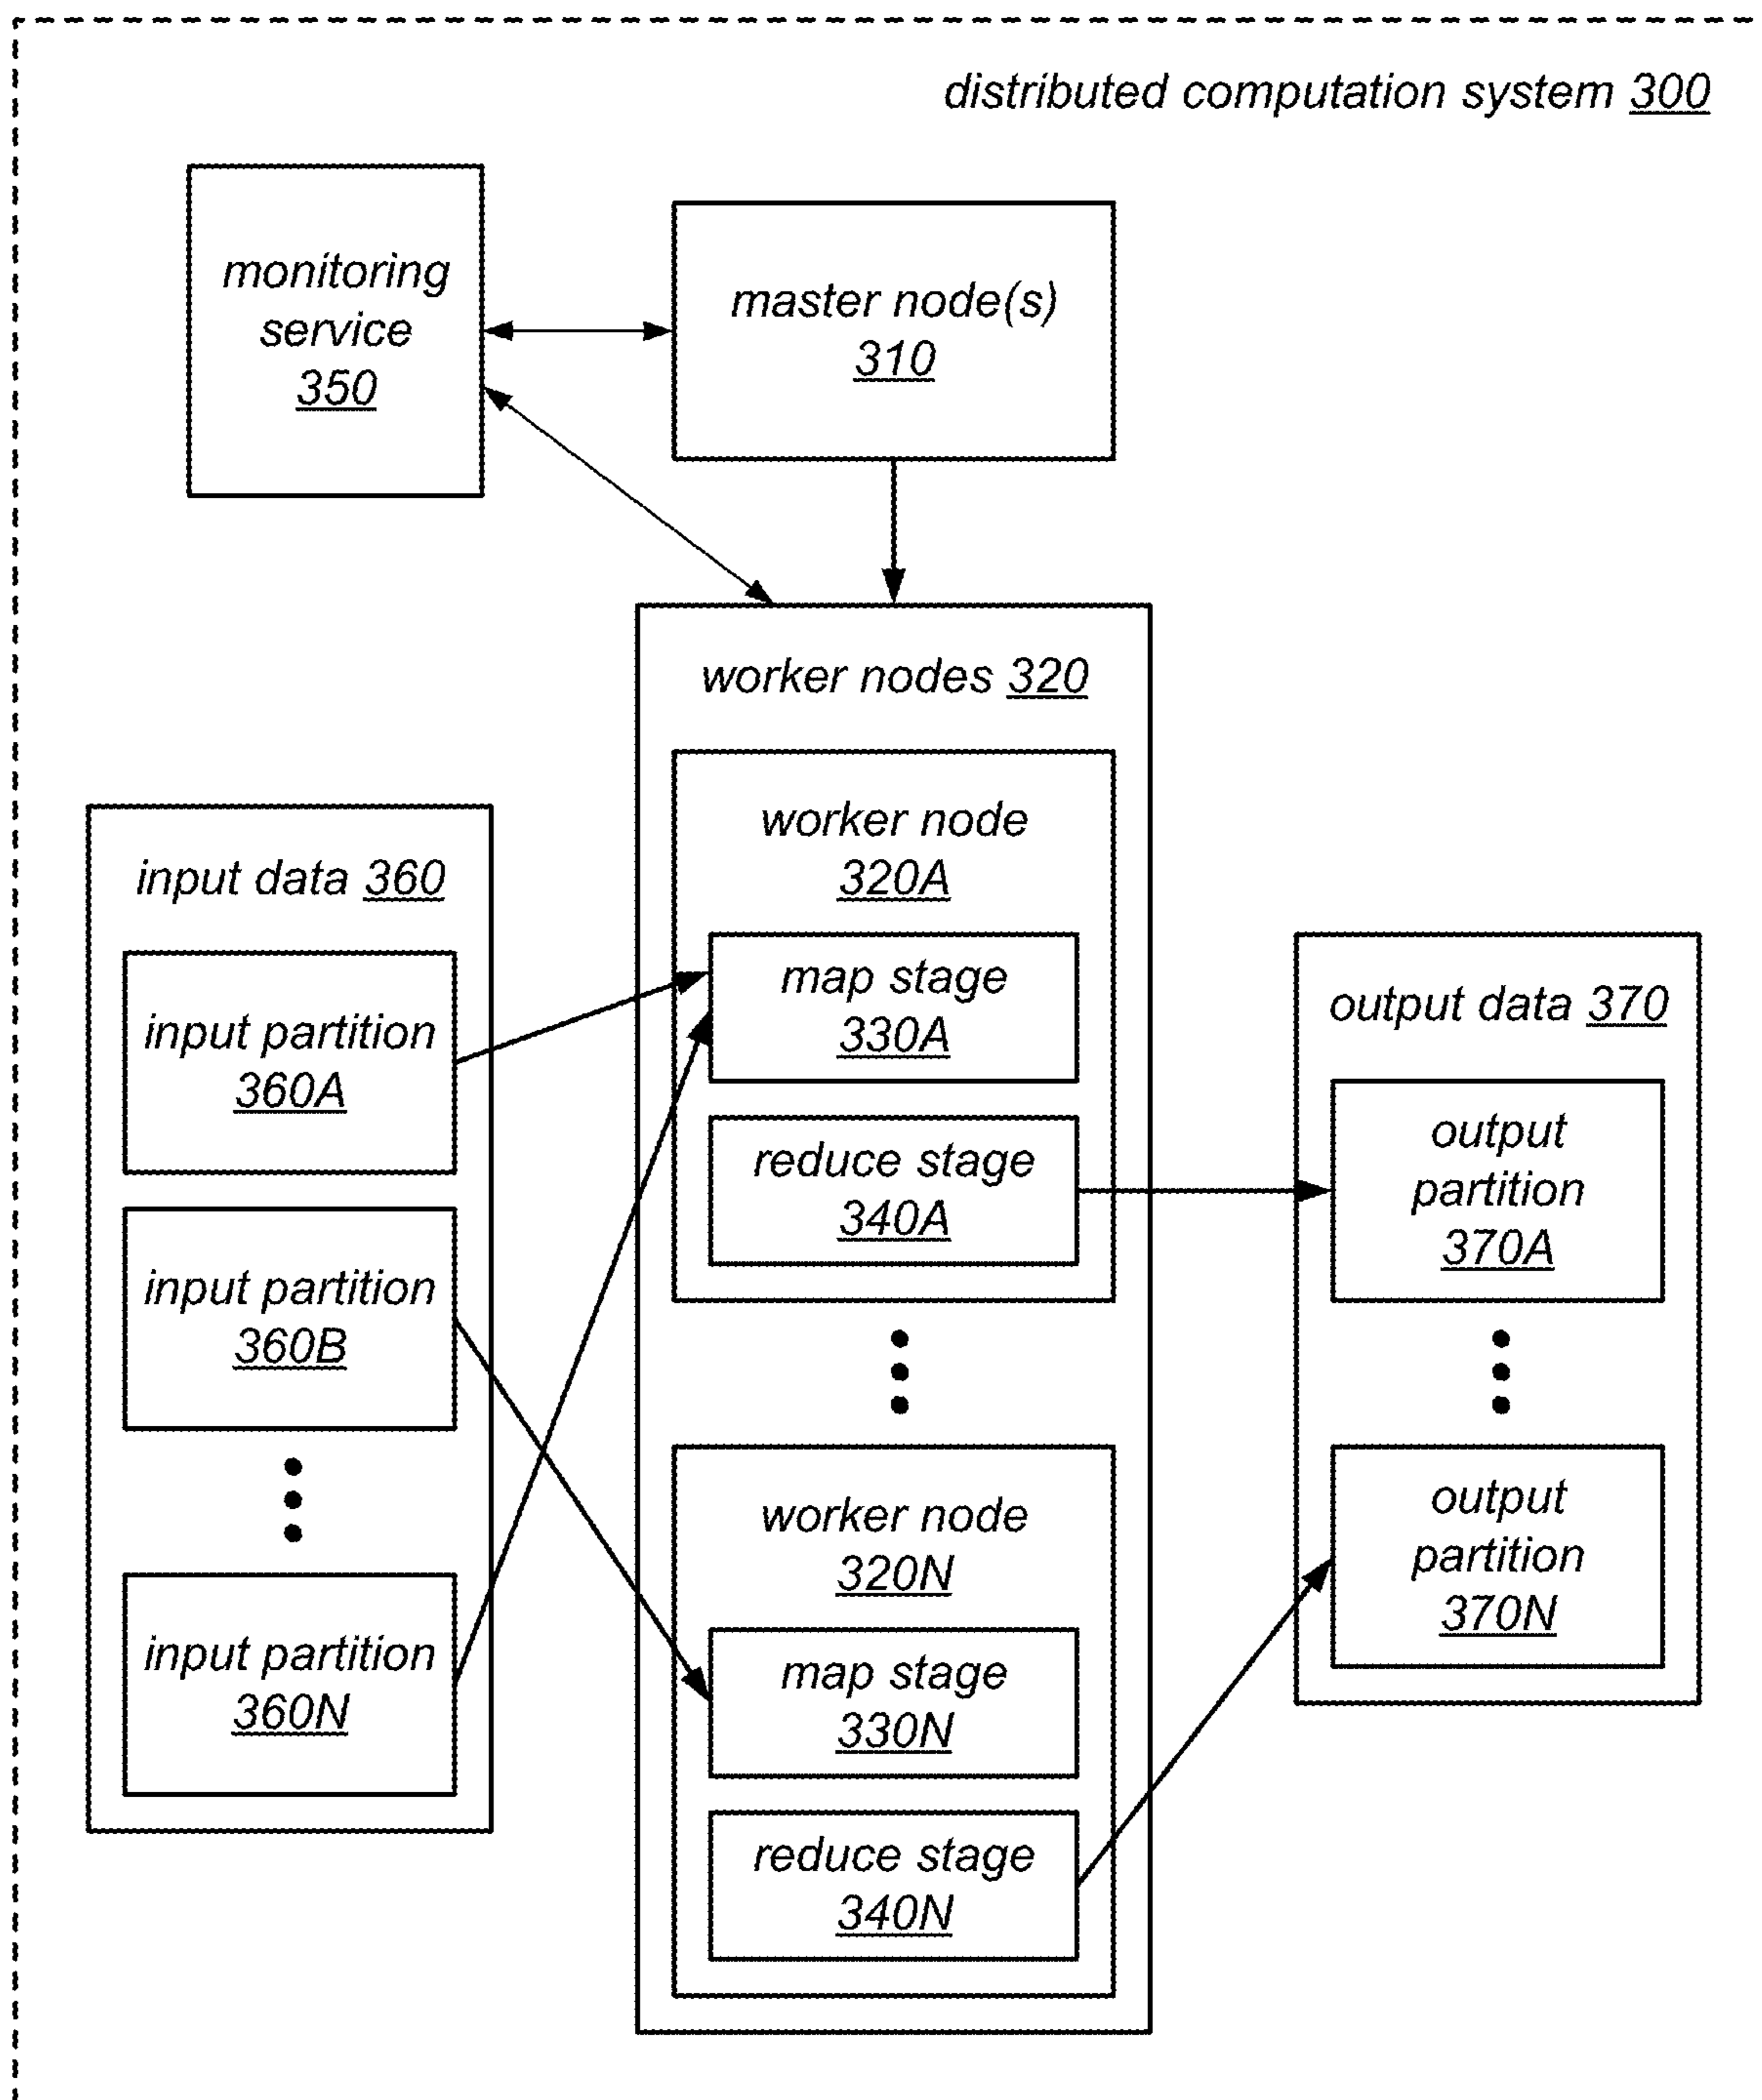 distributed computation system 300
monitoring
service
350
master node(s)
310
worker nodes 320
worker node
320A
map stage
330A
reduce stage
340A
worker node
320N
map stage
330N
reduce stage
340N
input data 360
input partition
360A
input partition
360B
input partition
360N
output data 370
output
partition
370A
output
partition
370N